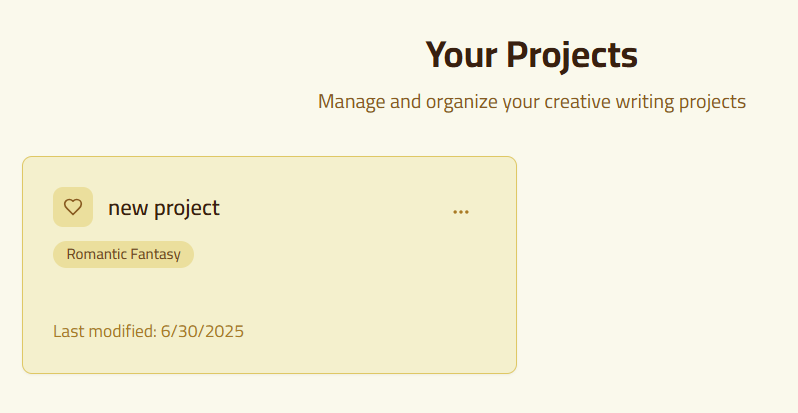 Your Projects
Manage and organize your creative writing projects
new project
...
Romantic Fantasy
Last modified: 6/30/2025